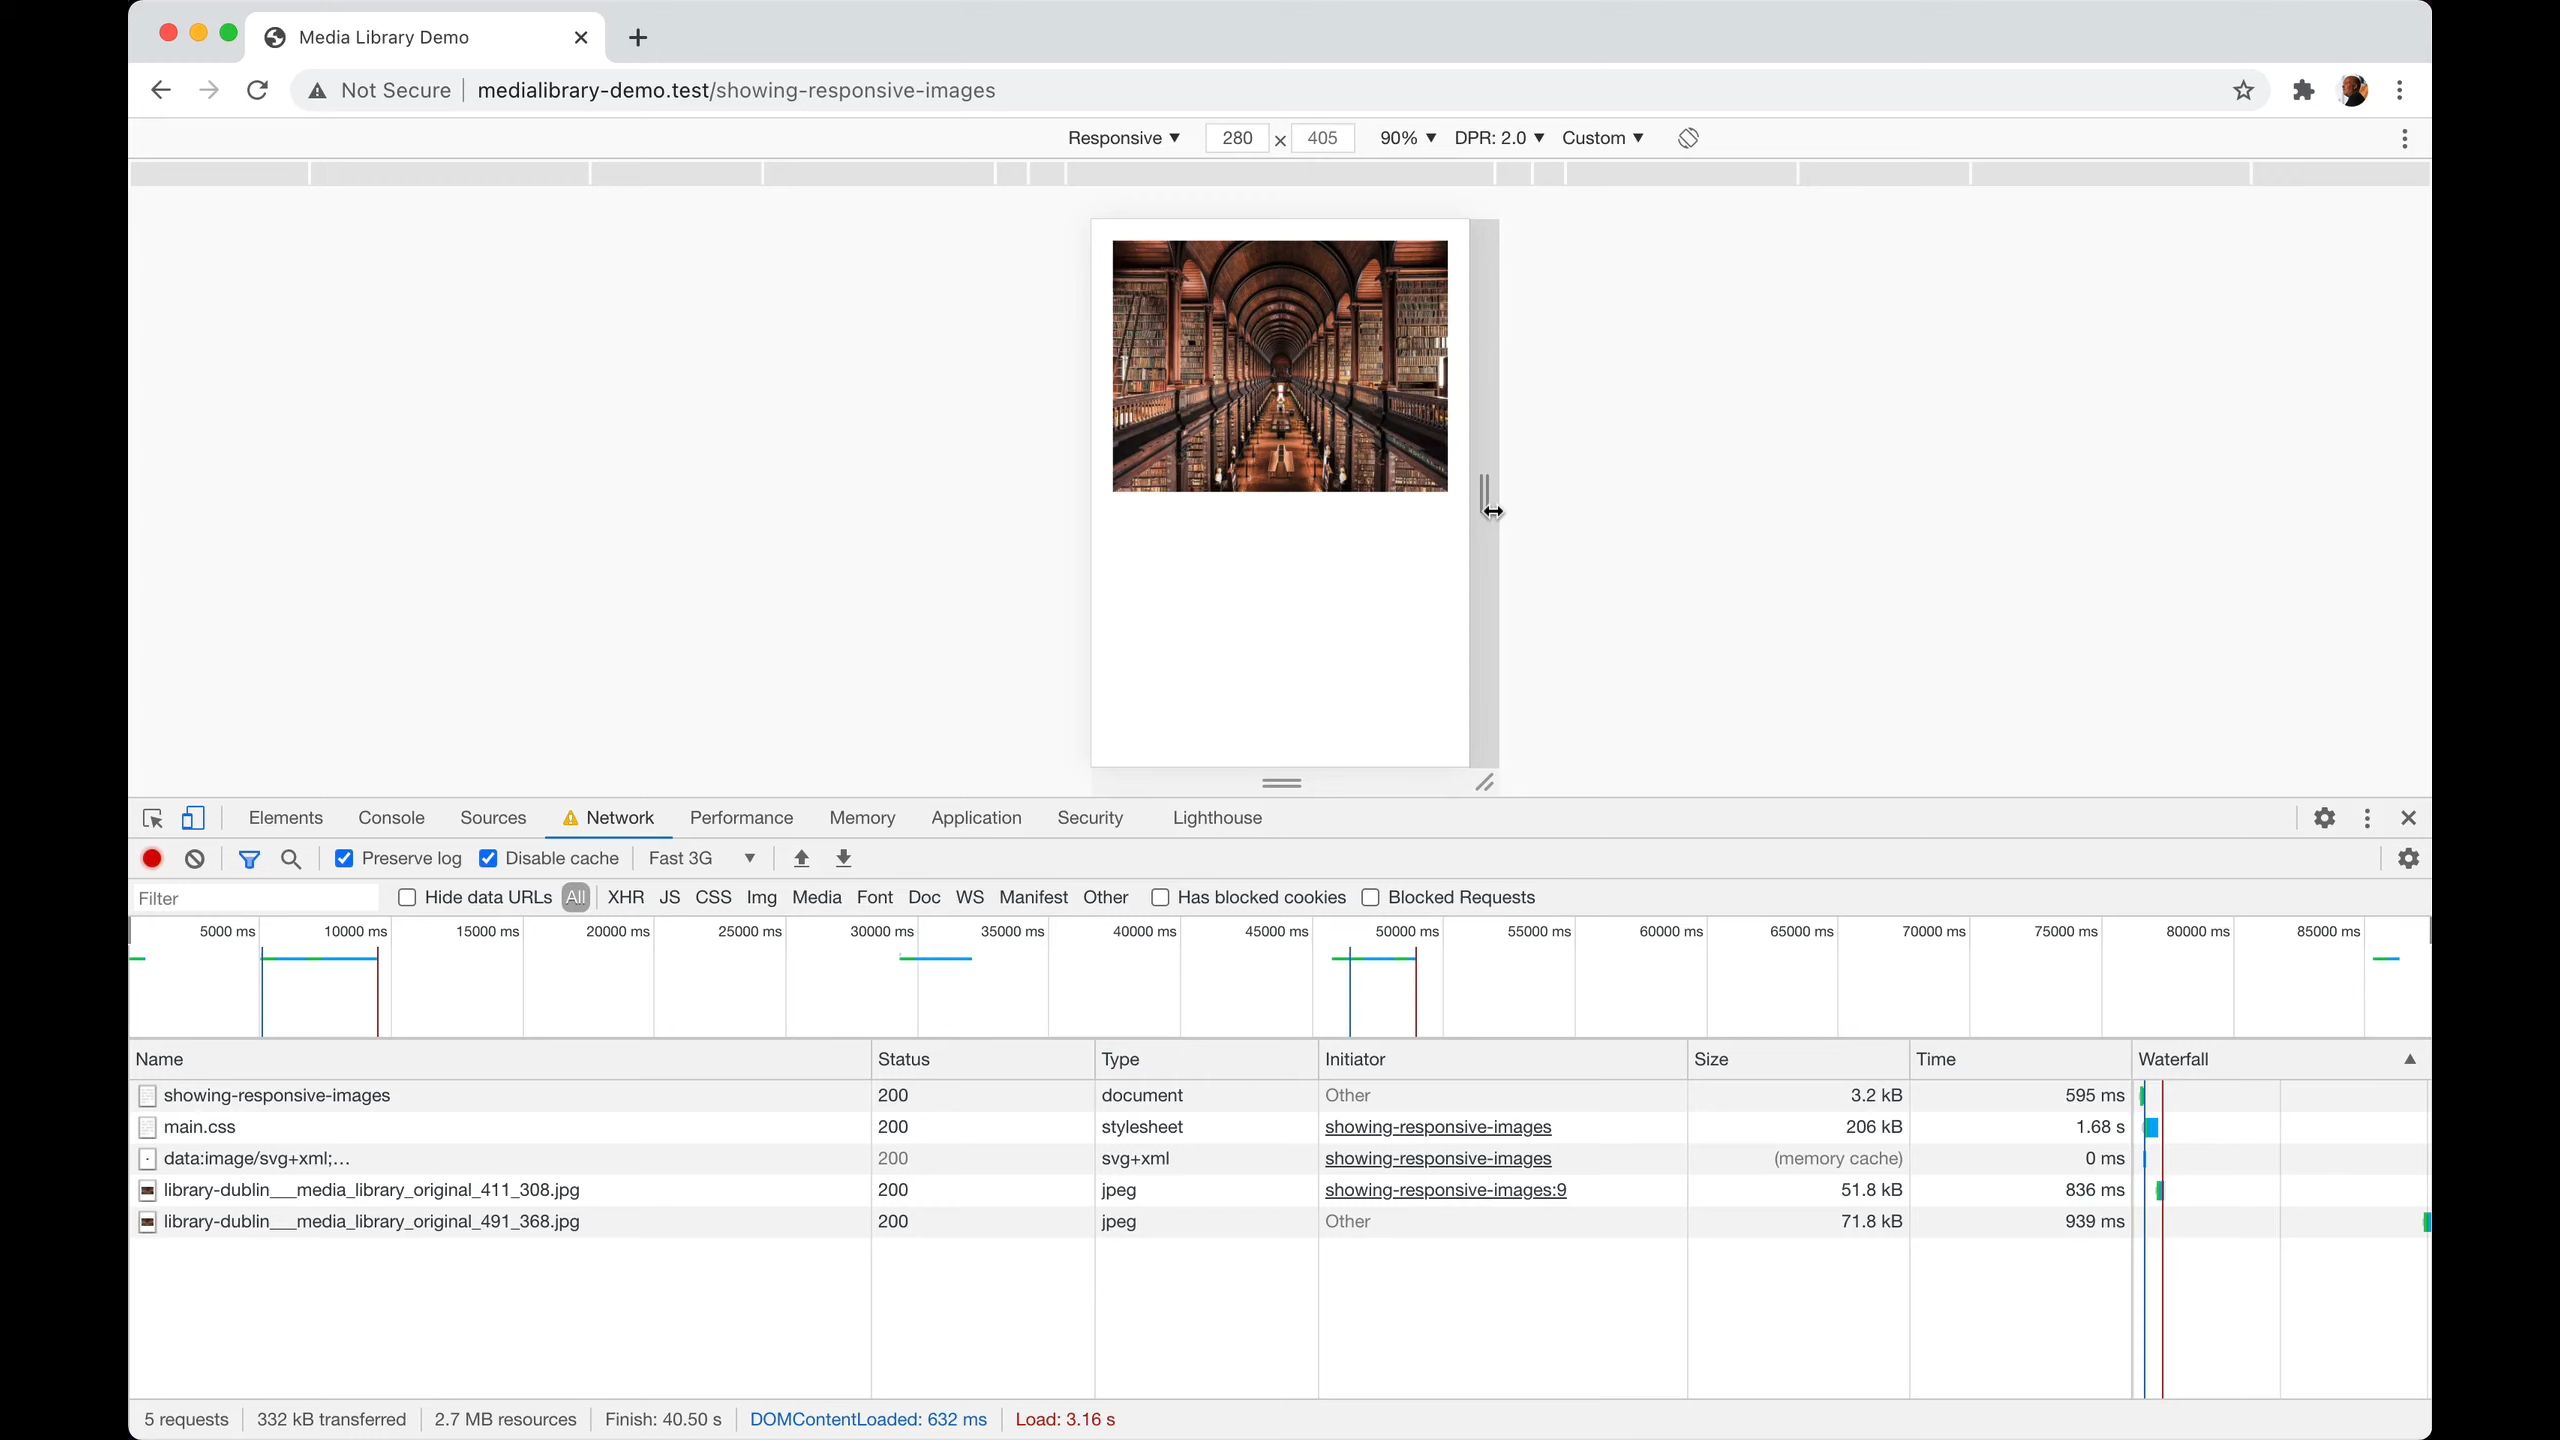 Media Library Demo
Not Secure medialibrary-demo.test/showing-responsive-images
Responsive ▼ 280 × 405 90% ▼ DPR: 2.0 ▼ Custom ▼
Elements Console Sources Network Performance Memory Application Security Lighthouse
Preserve log Disable cache Fast 3G ▼
Filter Hide data URLs All XHR JS CSS Img Media Font Doc WS Manifest Other Has blocked cookies Blocked Requests
5000 ms 10000 ms 15000 ms 20000 ms 25000 ms 30000 ms 35000 ms 40000 ms 45000 ms 50000 ms 55000 ms 60000 ms 65000 ms 70000 ms 75000 ms 80000 ms 85000 ms
Name Status Type Initiator Size Time Waterfall ▲
showing-responsive-images 200 document Other 3.2 kB 595 ms
main.css 200 stylesheet showing-responsive-images 206 kB 1.68 s
data:image/svg+xml;… 200 svg+xml showing-responsive-images (memory cache) 0 ms
library-dublin___media_library_original_411_308.jpg 200 jpeg showing-responsive-images:9 51.8 kB 836 ms
library-dublin___media_library_original_491_368.jpg 200 jpeg Other 71.8 kB 939 ms
5 requests 332 kB transferred 2.7 MB resources Finish: 40.50 s DOMContentLoaded: 632 ms Load: 3.16 s